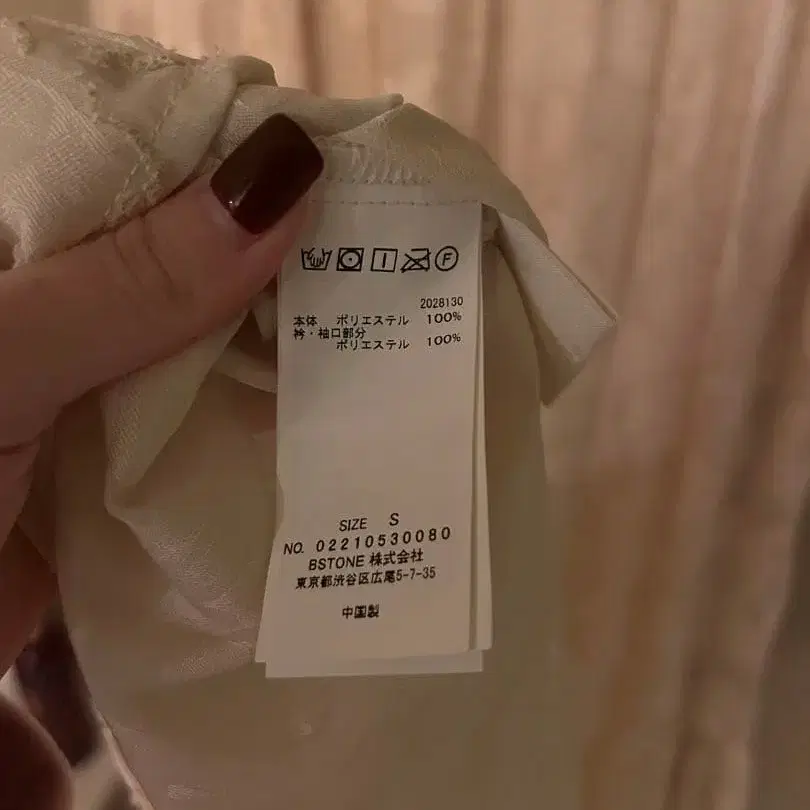 F
2028130
本体 ポリエステル 100%
衿・袖口部分
ポリエステル 100%
SIZE S
NO. 02210530080
BSTONE 株式会社
東京都渋谷区広尾5-7-35
中国製